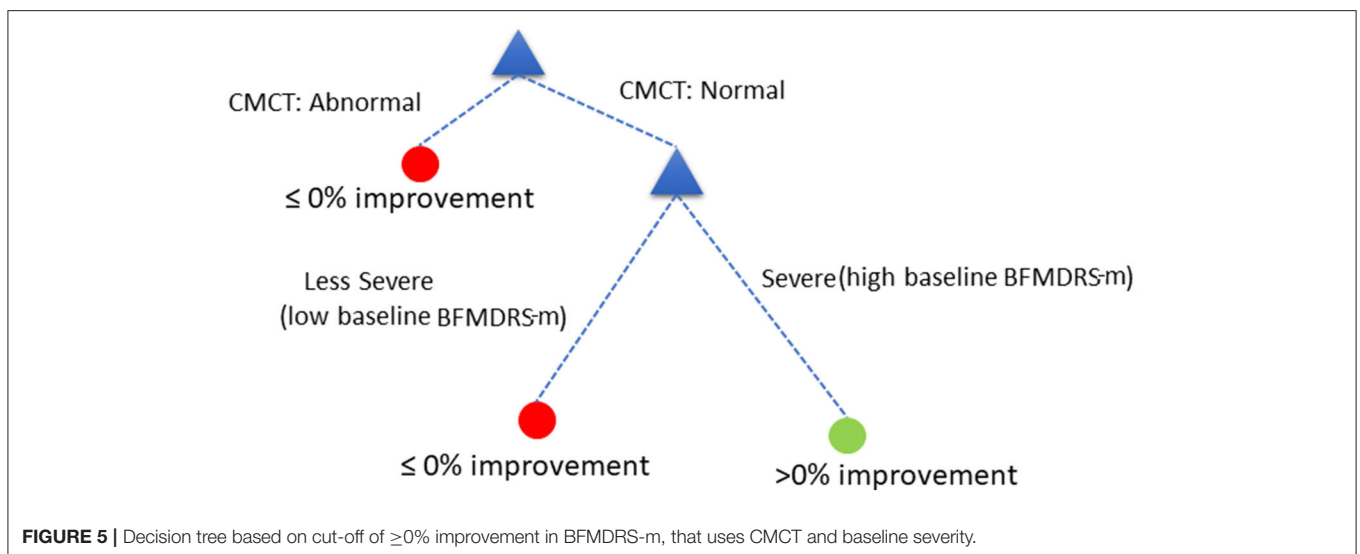 CMCT: Abnormal
CMCT: Normal
≤ 0% improvement
Less Severe
(low baseline BFMDRS-m)
Severe(high baseline BFMDRS-m)
≤ 0% improvement
>0% improvement
FIGURE 5 | Decision tree based on cut-off of ≥0% improvement in BFMDRS-m, that uses CMCT and baseline severity.